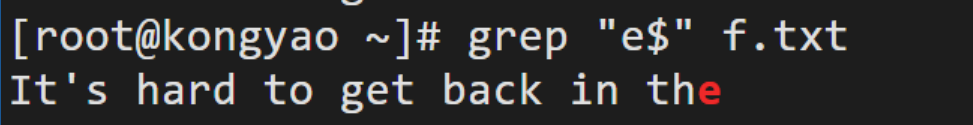 [root@kongyao ~]# grep "e$" f.txt
It's hard to get back in the